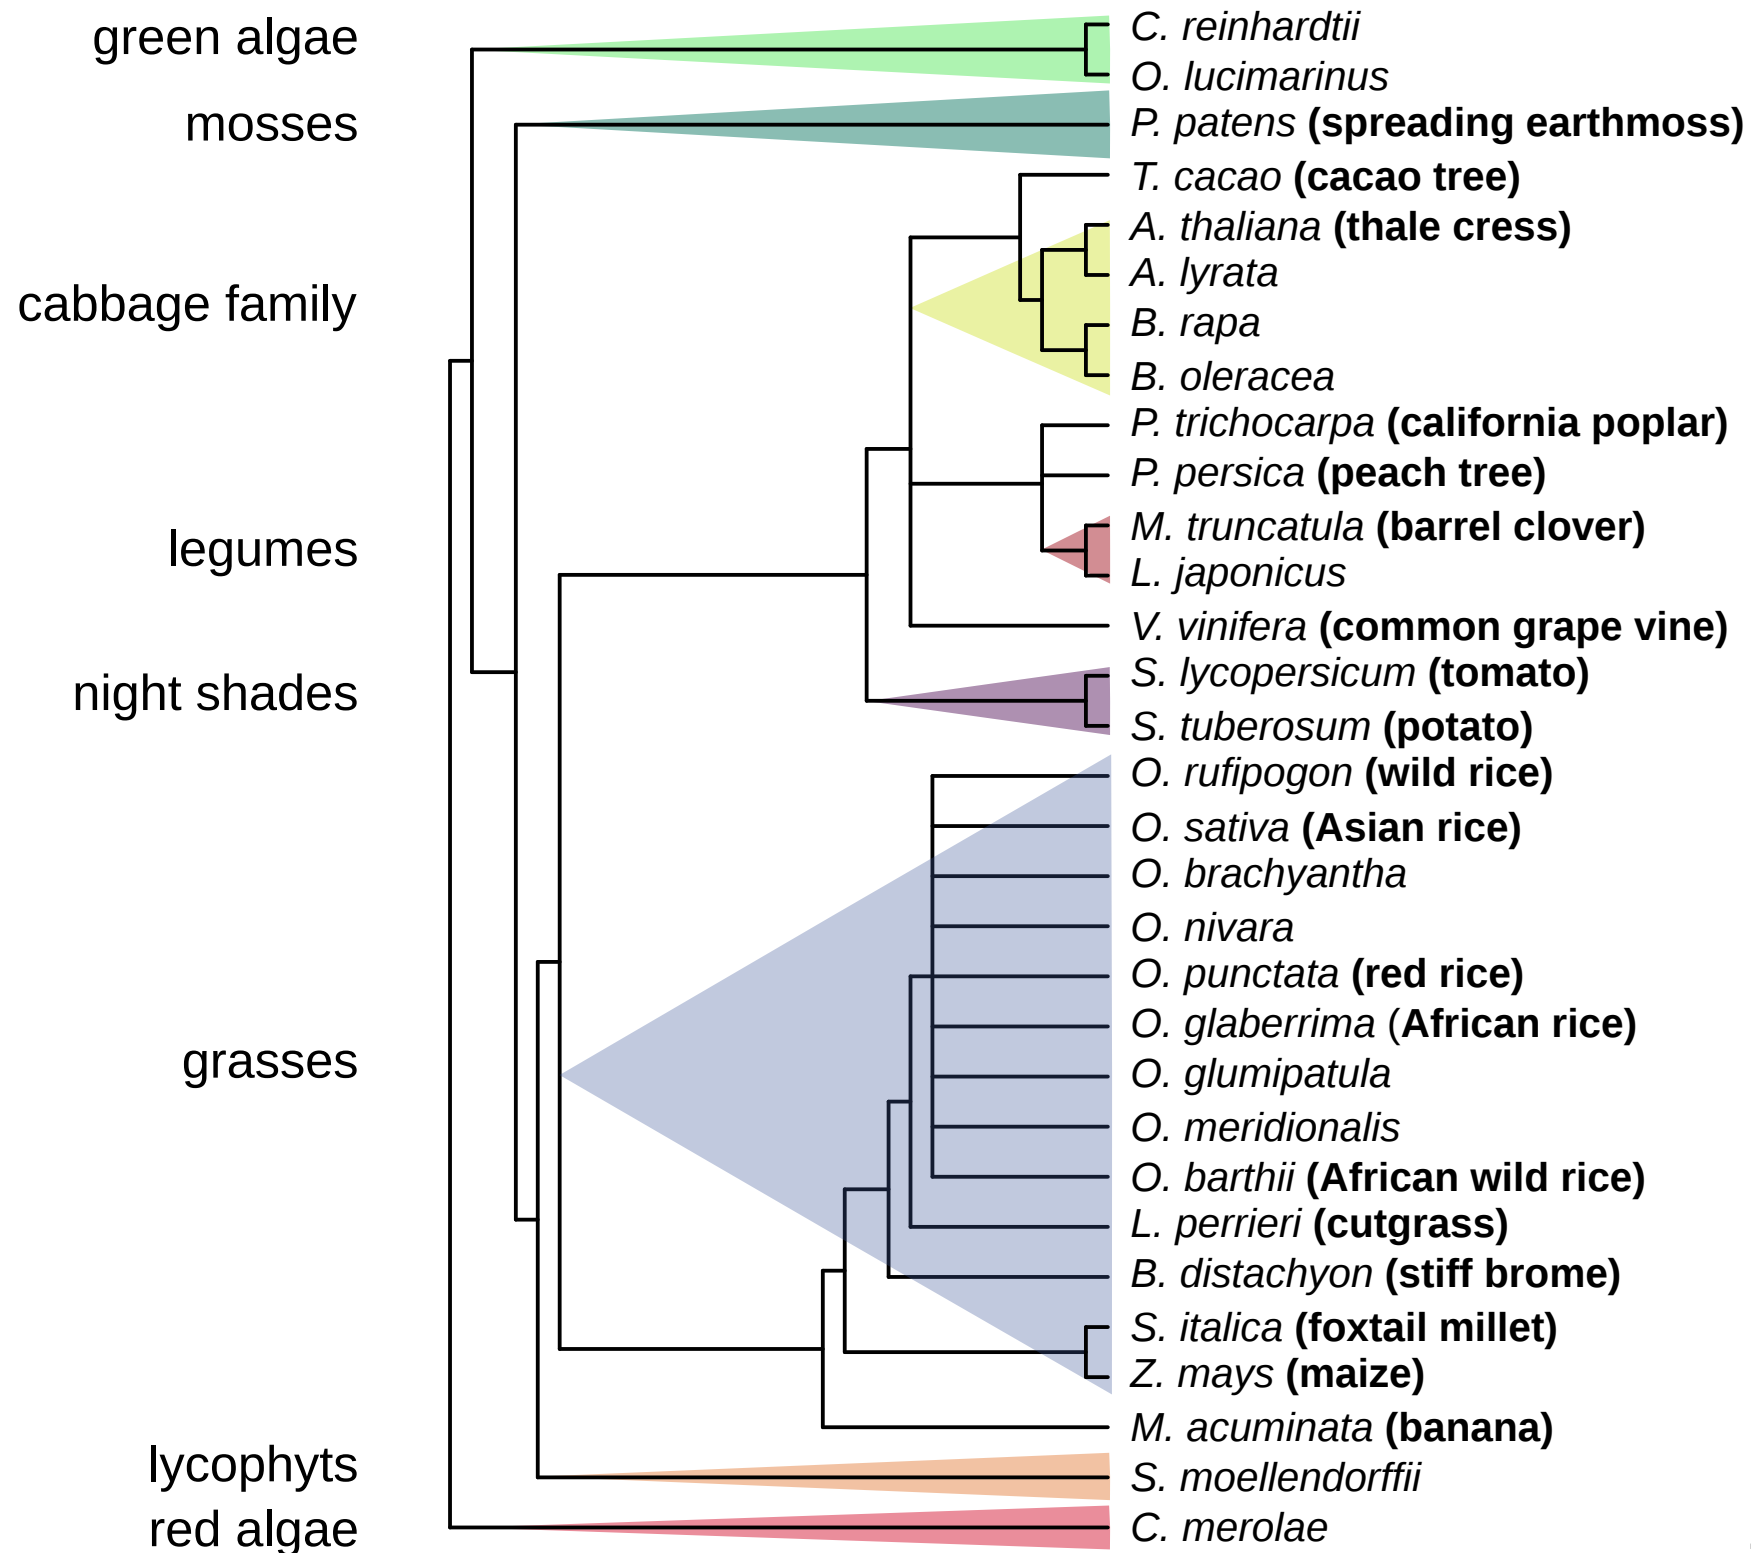 green algae
mosses
cabbage family
legumes
night shades
grasses
lycophyts
red algae
C. reinhardtii
O. lucimarinus
P. patens (spreading earthmoss)
T. cacao (cacao tree)
A. thaliana (thale cress)
A. lyrata
B. rapa
B. oleracea
P. trichocarpa (california poplar)
P. persica (peach tree)
M. truncatula (barrel clover)
L. japonicus
V. vinifera (common grape vine)
S. lycopersicum (tomato)
S. tuberosum (potato)
O. rufipogon (wild rice)
O. sativa (Asian rice)
O. brachyantha
O. nivara
O. punctata (red rice)
O. glaberrima (African rice)
O. glumipatula
O. meridionalis
O. barthii (African wild rice)
L. perrieri (cutgrass)
B. distachyon (stiff brome)
S. italica (foxtail millet)
Z. mays (maize)
M. acuminata (banana)
S. moellendorffii
C. merolae